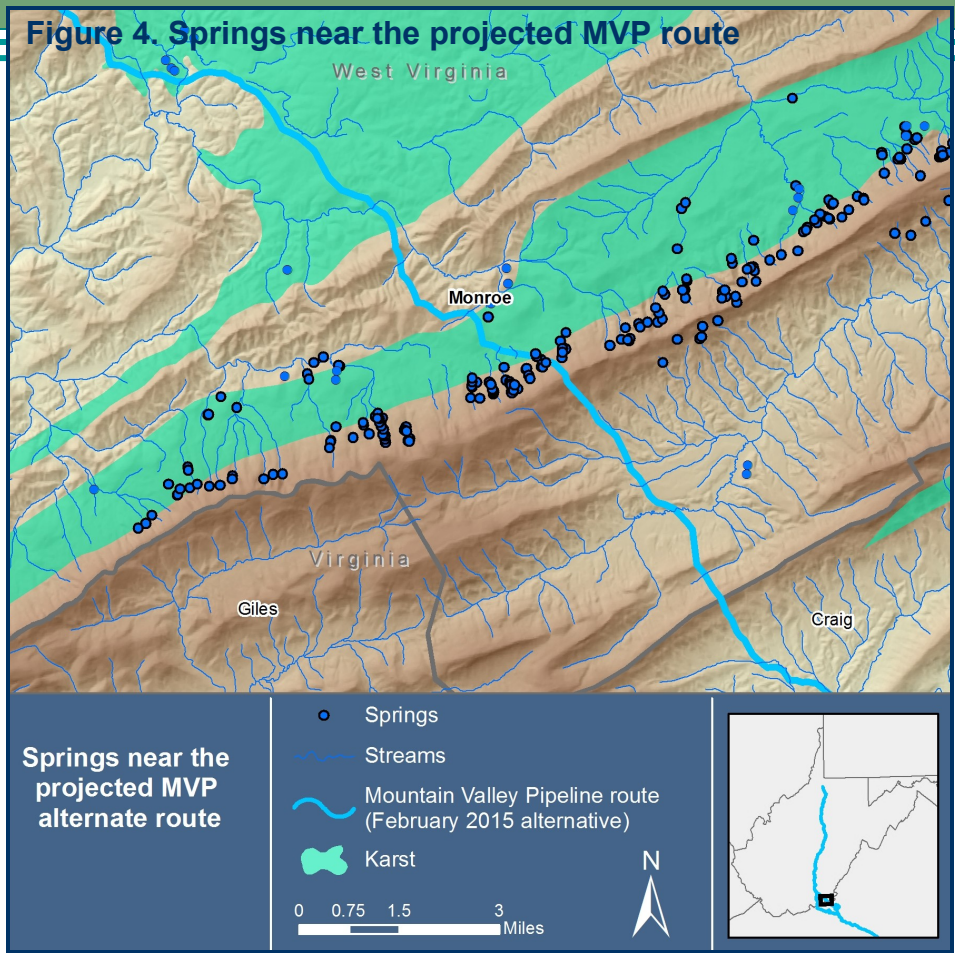 Figure 4. Springs near the projected MVP route
West Virginia
Monroe
Virginia
Giles
Craig
Springs near the
projected MVP
alternate route
Springs
Streams
Mountain Valley Pipeline route
(February 2015 alternative)
Karst
0 0.75 1.5 3
Miles
N